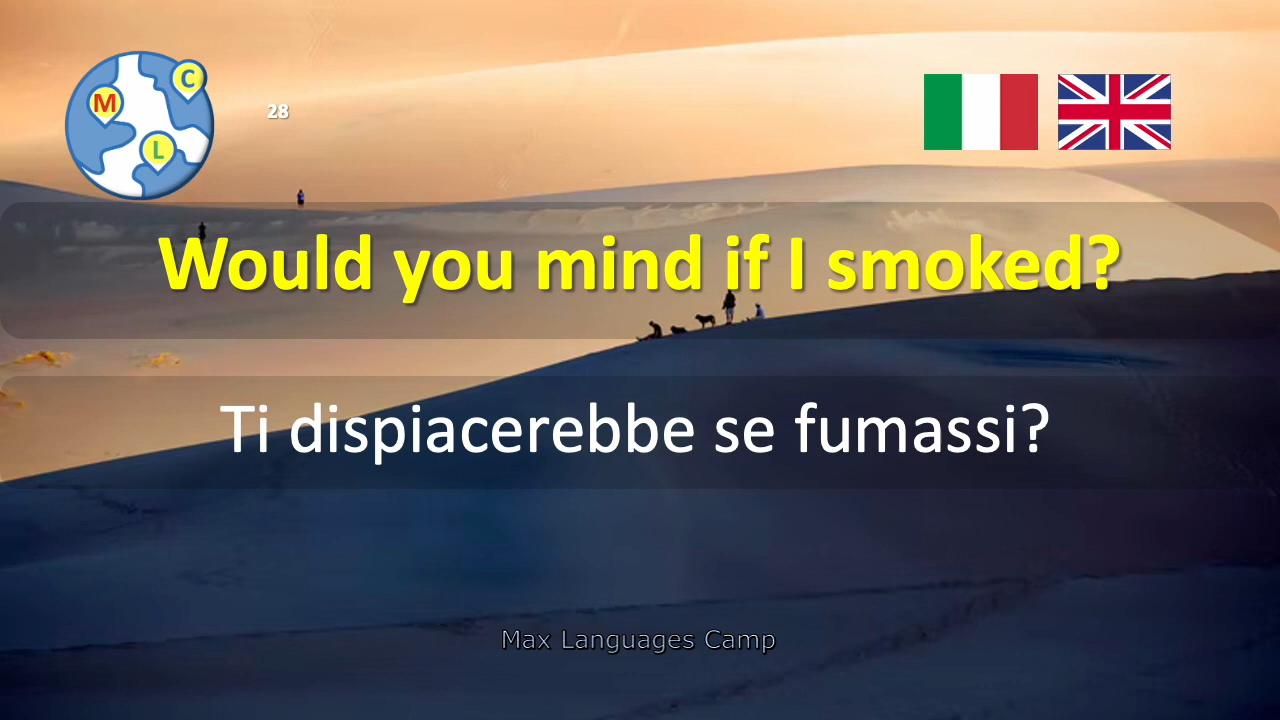 C
M
L
28
Would you mind if I smoked?
Ti dispiacerebbe se fumassi?
Max Languages Camp